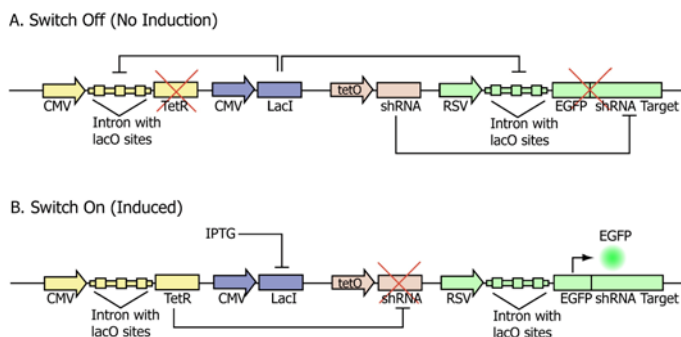 A. Switch Off (No Induction)
tetO
CMV TetR CMV LacI shRNA RSV EGFP shRNA Target
Intron with
lacO sites
Intron with
lacO sites
B. Switch On (Induced)
IPTG
EGFP
tetO
CMV TetR CMV LacI shRNA RSV EGFP shRNA Target
Intron with
lacO sites
Intron with
lacO sites